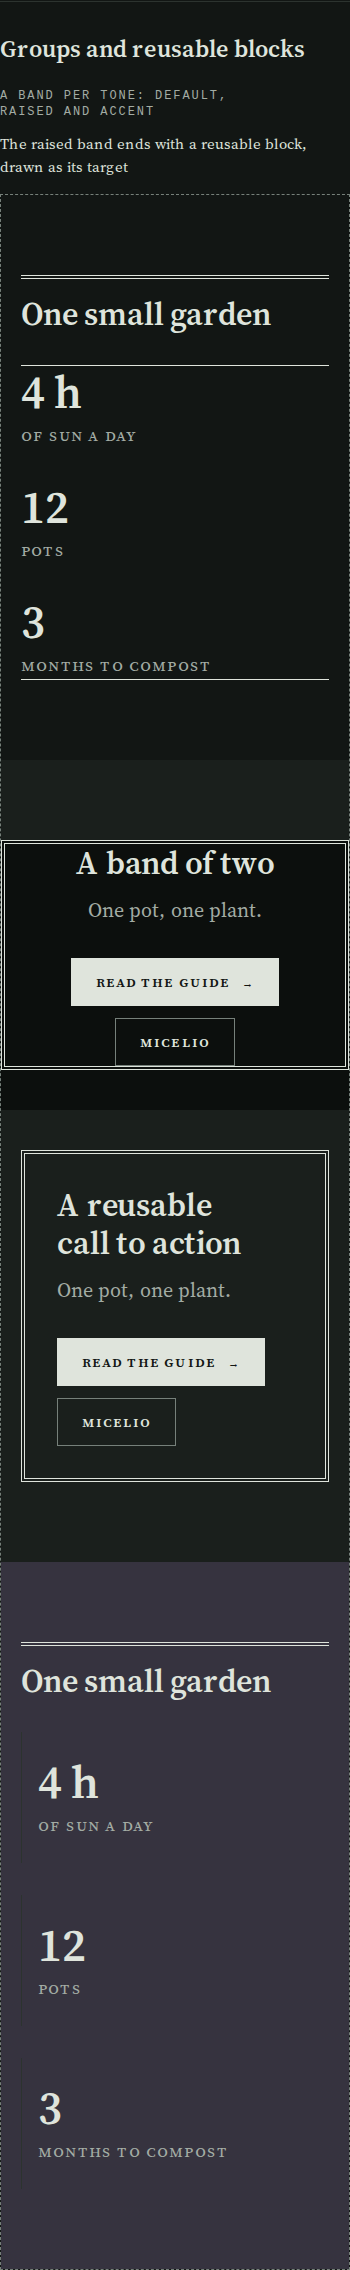 Groups and reusable blocks
A BAND PER TONE: DEFAULT,
RAISED AND ACCENT
The raised band ends with a reusable block,
drawn as its target
One small garden
4 h
OF SUN A DAY
12
POTS
3
MONTHS TO COMPOST
A band of two
One pot, one plant.
READ THE GUIDE →
MICELIO
A reusable
call to action
One pot, one plant.
READ THE GUIDE →
MICELIO
One small garden
4 h
OF SUN A DAY
12
POTS
3
MONTHS TO COMPOST